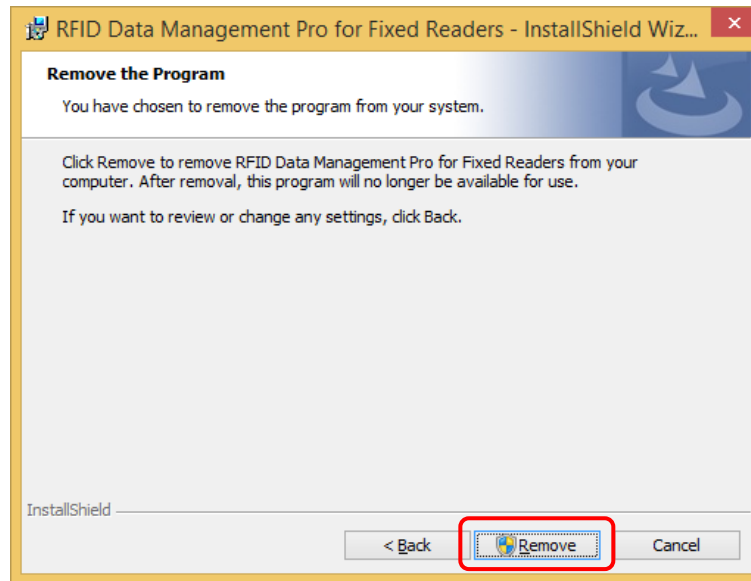 RFID Data Management Pro for Fixed Readers - InstallShield Wiz...
Remove the Program
You have chosen to remove the program from your system.
Click Remove to remove RFID Data Management Pro for Fixed Readers from your
computer. After removal, this program will no longer be available for use.
If you want to review or change any settings, click Back.
InstallShield
< Back
Remove
Cancel